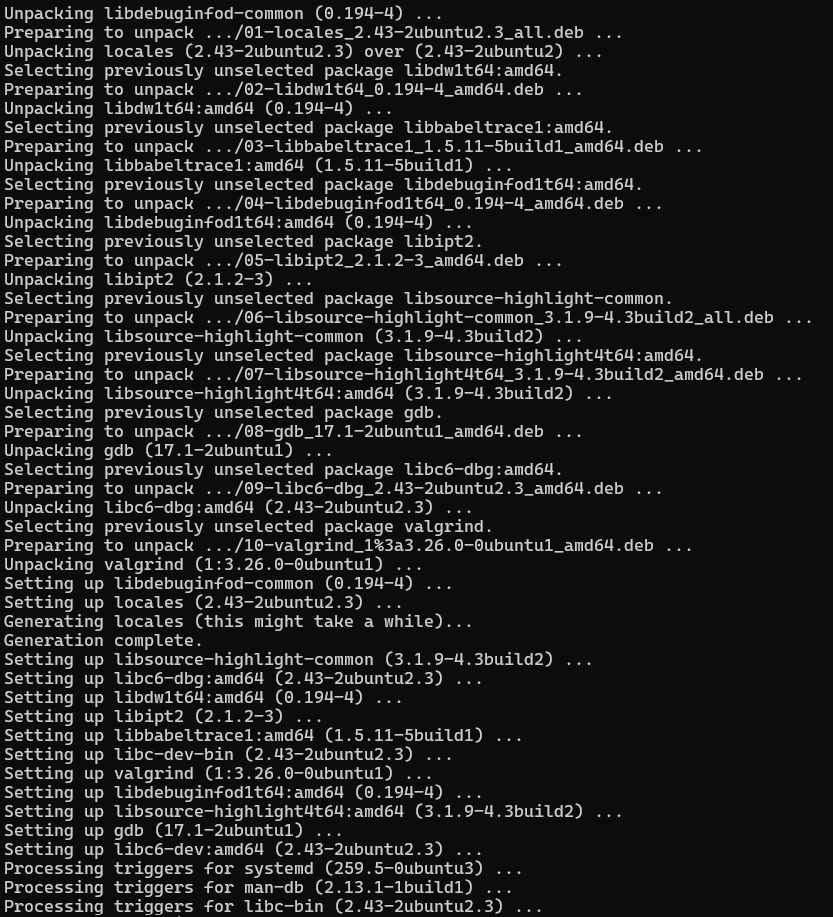 Unpacking libdebuginfod-common (0.194-4) ...
Preparing to unpack .../01-locales_2.43-2ubuntu2.3_all.deb ...
Unpacking locales (2.43-2ubuntu2.3) over (2.43-2ubuntu2) ...
Selecting previously unselected package libdw1t64:amd64.
Preparing to unpack .../02-libdw1t64_0.194-4_amd64.deb ...
Unpacking libdw1t64:amd64 (0.194-4) ...
Selecting previously unselected package libbabeltrace1:amd64.
Preparing to unpack .../03-libbabeltrace1_1.5.11-5build1_amd64.deb ...
Unpacking libbabeltrace1:amd64 (1.5.11-5build1) ...
Selecting previously unselected package libdebuginfod1t64:amd64.
Preparing to unpack .../04-libdebuginfod1t64_0.194-4_amd64.deb ...
Unpacking libdebuginfod1t64:amd64 (0.194-4) ...
Selecting previously unselected package libipt2.
Preparing to unpack .../05-libipt2_2.1.2-3_amd64.deb ...
Unpacking libipt2 (2.1.2-3) ...
Selecting previously unselected package libsource-highlight-common.
Preparing to unpack .../06-libsource-highlight-common_3.1.9-4.3build2_all.deb ...
Unpacking libsource-highlight-common (3.1.9-4.3build2) ...
Selecting previously unselected package libsource-highlight4t64:amd64.
Preparing to unpack .../07-libsource-highlight4t64_3.1.9-4.3build2_amd64.deb ...
Unpacking libsource-highlight4t64:amd64 (3.1.9-4.3build2) ...
Selecting previously unselected package gdb.
Preparing to unpack .../08-gdb_17.1-2ubuntu1_amd64.deb ...
Unpacking gdb (17.1-2ubuntu1) ...
Selecting previously unselected package libc6-dbg:amd64.
Preparing to unpack .../09-libc6-dbg_2.43-2ubuntu2.3_amd64.deb ...
Unpacking libc6-dbg:amd64 (2.43-2ubuntu2.3) ...
Selecting previously unselected package valgrind.
Preparing to unpack .../10-valgrind_1%3a3.26.0-0ubuntu1_amd64.deb ...
Unpacking valgrind (1:3.26.0-0ubuntu1) ...
Setting up libdebuginfod-common (0.194-4) ...
Setting up locales (2.43-2ubuntu2.3) ...
Generating locales (this might take a while)...
Generation complete.
Setting up libsource-highlight-common (3.1.9-4.3build2) ...
Setting up libc6-dbg:amd64 (2.43-2ubuntu2.3) ...
Setting up libdw1t64:amd64 (0.194-4) ...
Setting up libipt2 (2.1.2-3) ...
Setting up libbabeltrace1:amd64 (1.5.11-5build1) ...
Setting up libc-dev-bin (2.43-2ubuntu2.3) ...
Setting up valgrind (1:3.26.0-0ubuntu1) ...
Setting up libdebuginfod1t64:amd64 (0.194-4) ...
Setting up libsource-highlight4t64:amd64 (3.1.9-4.3build2) ...
Setting up gdb (17.1-2ubuntu1) ...
Setting up libc6-dev:amd64 (2.43-2ubuntu2.3) ...
Processing triggers for systemd (259.5-0ubuntu3) ...
Processing triggers for man-db (2.13.1-1build1) ...
Processing triggers for libc-bin (2.43-2ubuntu2.3) ...